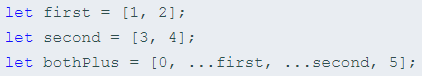 let first = [1, 2];
let second = [3, 4];
let bothPlus = [0, ...first, ...second, 5];